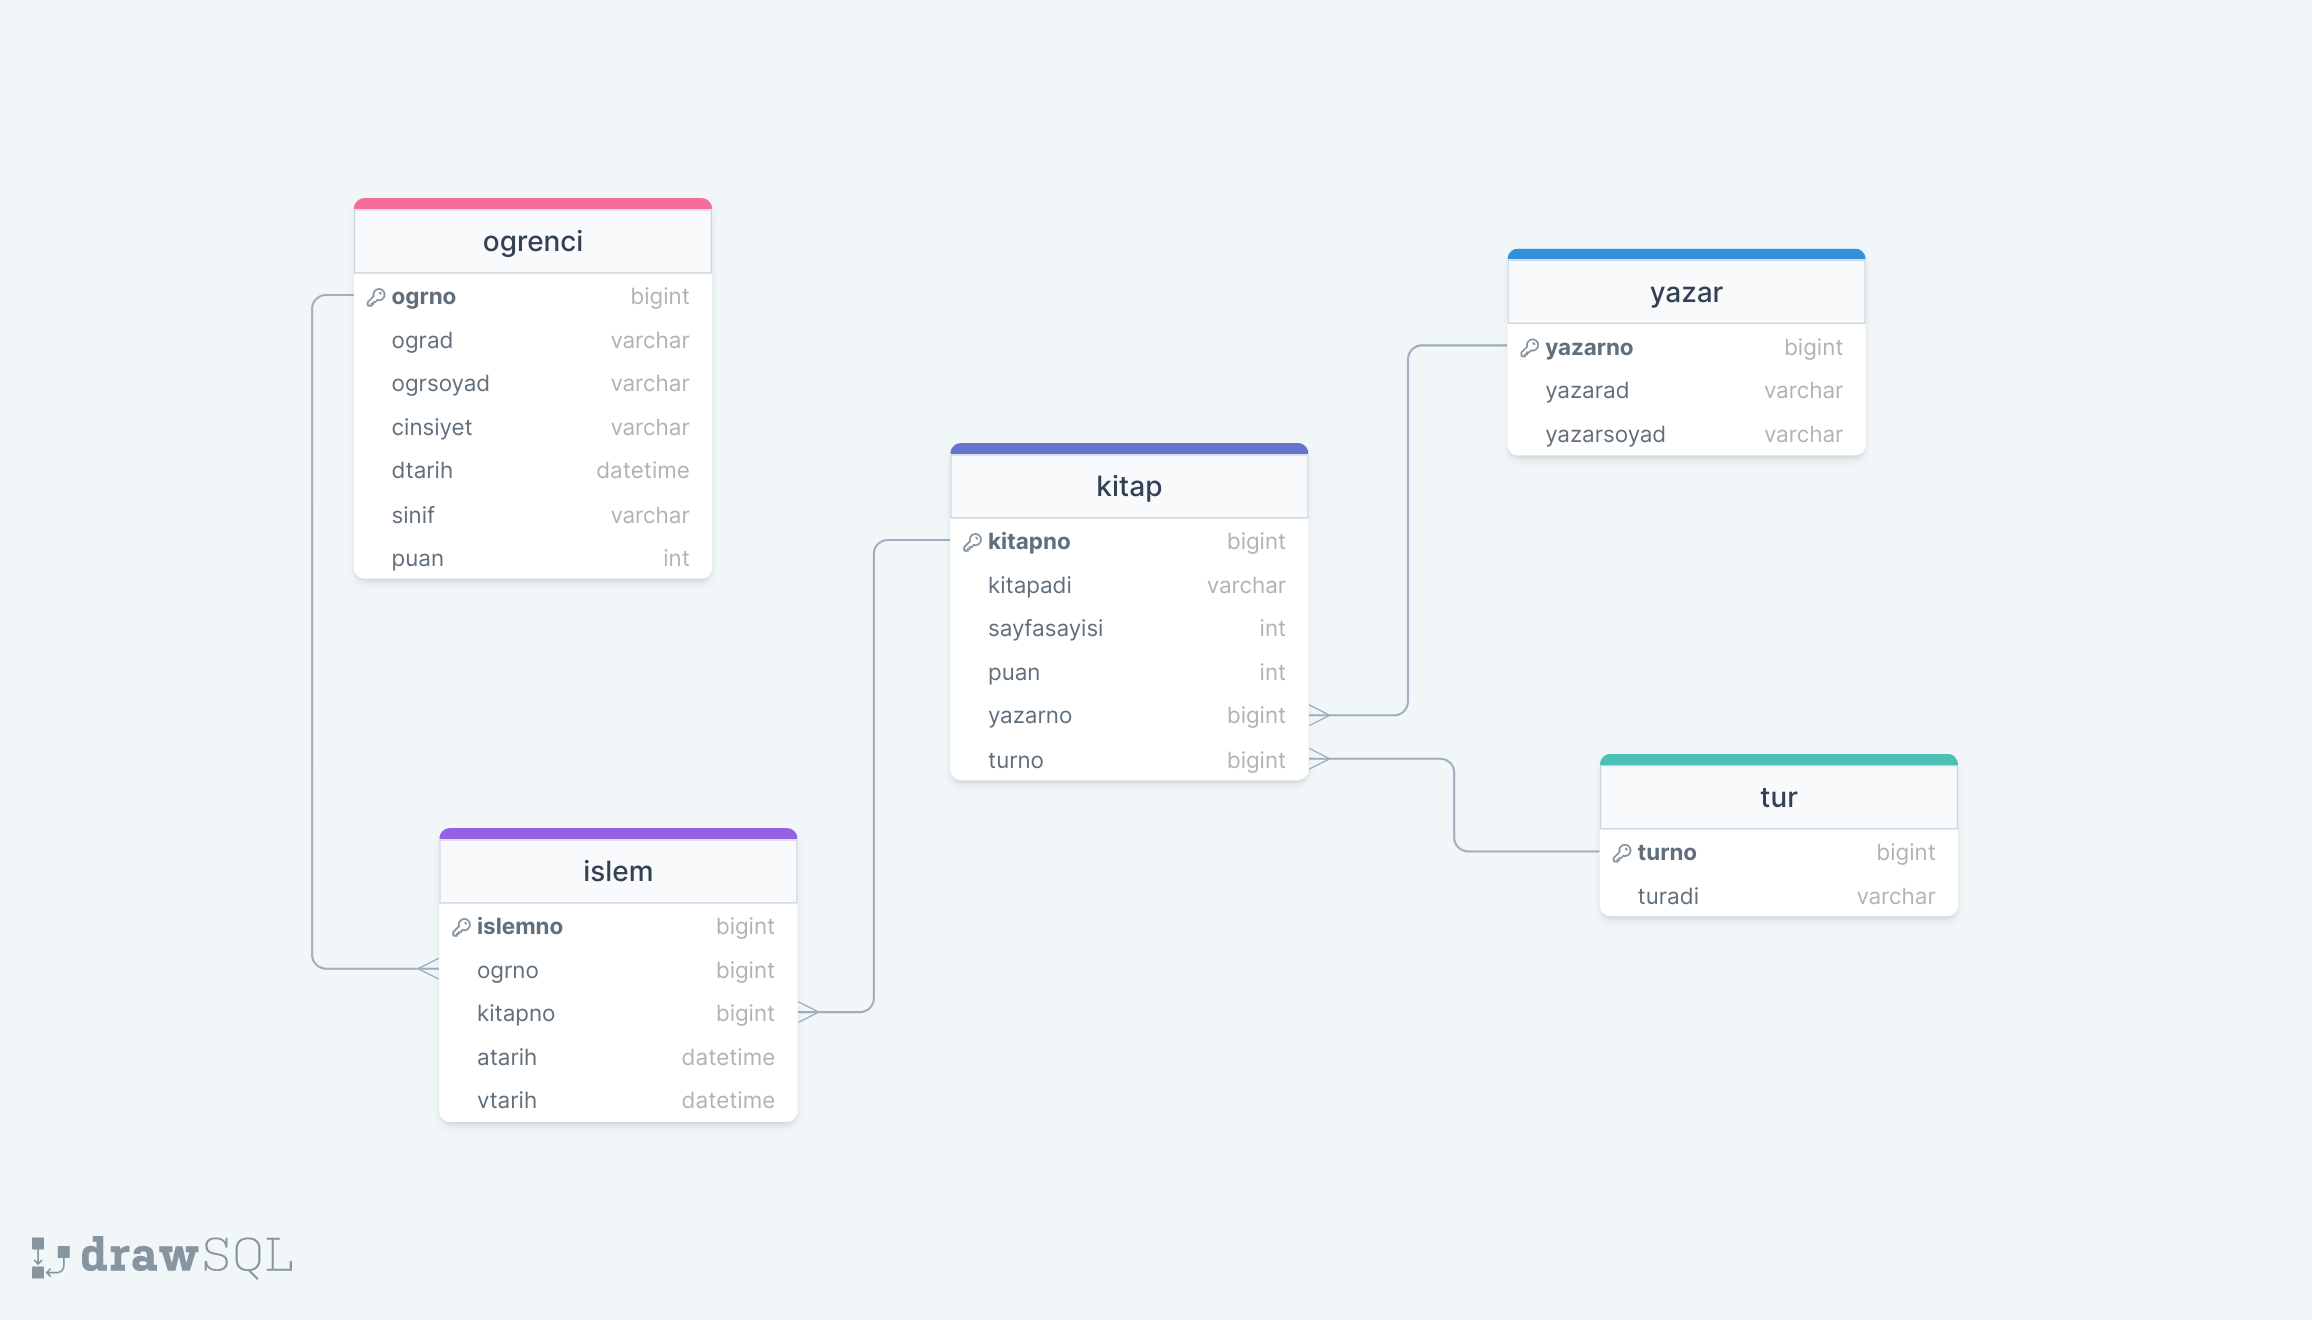 ogrenci
ogrno bigint
ograd varchar
ogrsoyad varchar
cinsiyet varchar
dtarih datetime
sinif varchar
puan int
yazar
yazarno bigint
yazarad varchar
yazarsoyad varchar
kitap
kitapno bigint
kitapadi varchar
sayfasayisi int
puan int
yazarno bigint
turno bigint
tur
turno bigint
turadi varchar
islem
islemno bigint
ogrno bigint
kitapno bigint
atarih datetime
vtarih datetime
drawSQL